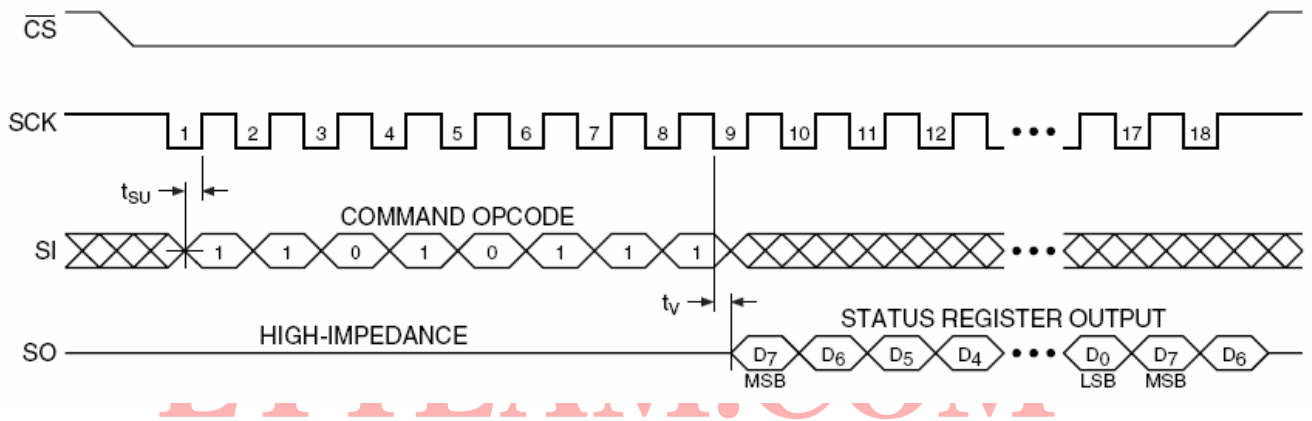 CS
SCK
1 2 3 4 5 6 7 8 9 10 11 12 ••• 17 18
tSU
COMMAND OPCODE
SI
1 1 0 1 0 1 1 1 •••
tV
HIGH-IMPEDANCE
STATUS REGISTER OUTPUT
SO
D7 D6 D5 D4 ••• D0 D7 D6
MSB LSB MSB